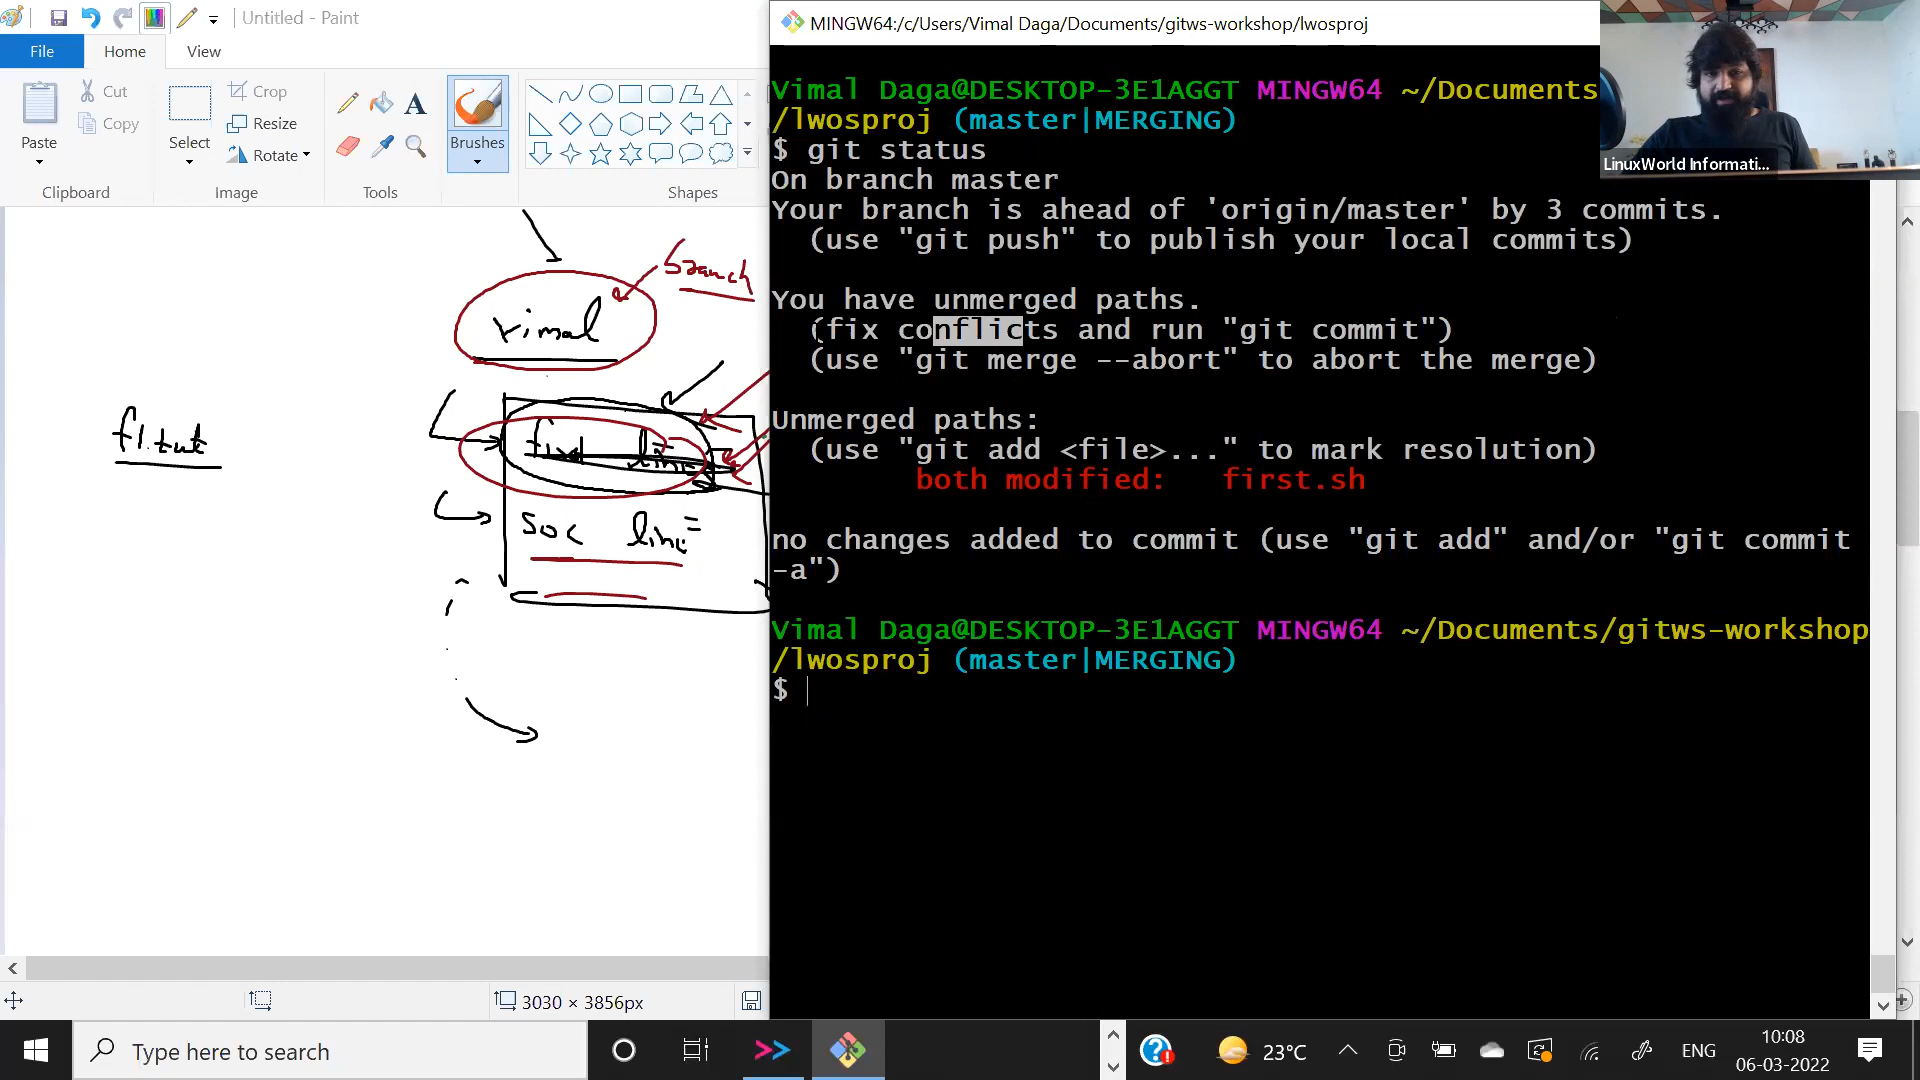 Untitled - Paint
File
Home
View
Paste
Cut
Copy
Clipboard
Select
Crop
Resize
Rotate
Image
A
Tools
Brushes
Shapes
branch
vimal
f1.txt
line
soc line
3030 × 3856px
MINGW64:/c/Users/Vimal Daga/Documents/gitws-workshop/lwosproj
Vimal Daga@DESKTOP-3E1AGGT MINGW64 ~/Documents
/lwosproj (master|MERGING)
$ git status
On branch master
Your branch is ahead of 'origin/master' by 3 commits.
(use "git push" to publish your local commits)
You have unmerged paths.
(fix conflicts and run "git commit")
(use "git merge --abort" to abort the merge)
Unmerged paths:
(use "git add <file>..." to mark resolution)
both modified: first.sh
no changes added to commit (use "git add" and/or "git commit
-a")
Vimal Daga@DESKTOP-3E1AGGT MINGW64 ~/Documents/gitws-workshop
/lwosproj (master|MERGING)
$
LinuxWorld Informati...
Type here to search
23°C
ENG
10:08
06-03-2022